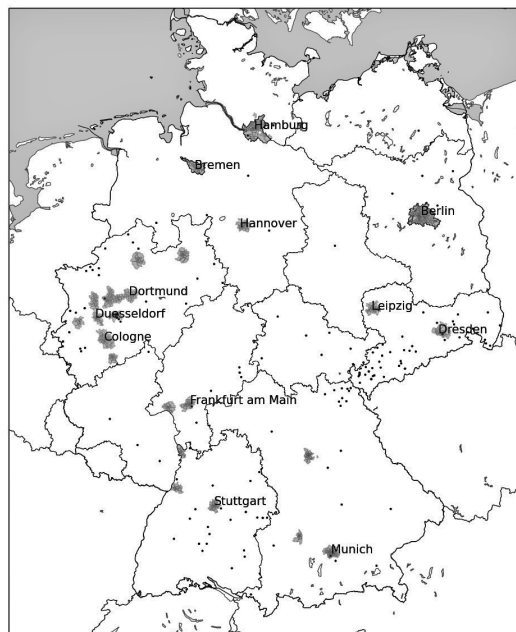 Hamburg
Bremen
Berlin
Hannover
Dortmund
Leipzig
Duesseldorf
Dresden
Cologne
Frankfurt am Main
Stuttgart
Munich